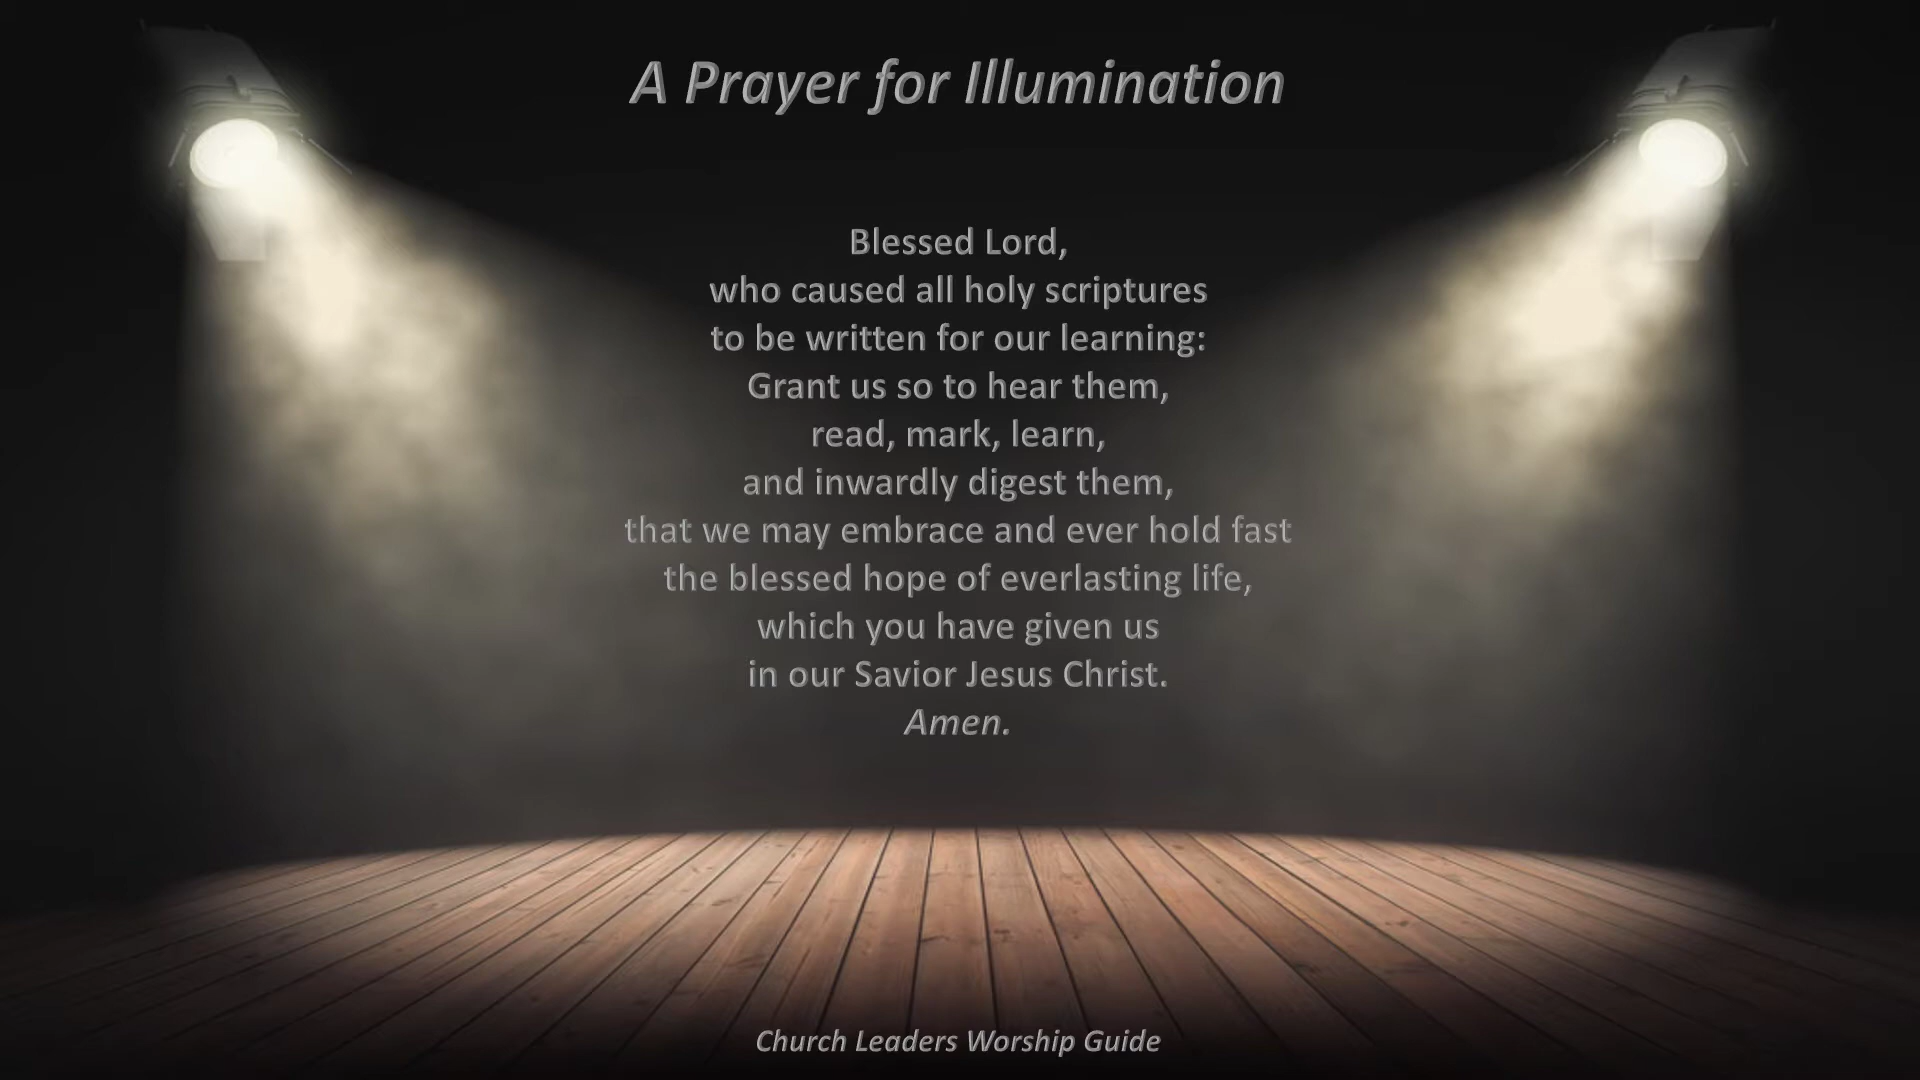 A Prayer for Illumination
Blessed Lord,
who caused all holy scriptures
to be written for our learning:
Grant us so to hear them,
read, mark, learn,
and inwardly digest them,
that we may embrace and ever hold fast
the blessed hope of everlasting life,
which you have given us
in our Savior Jesus Christ.
Amen.
Church Leaders Worship Guide